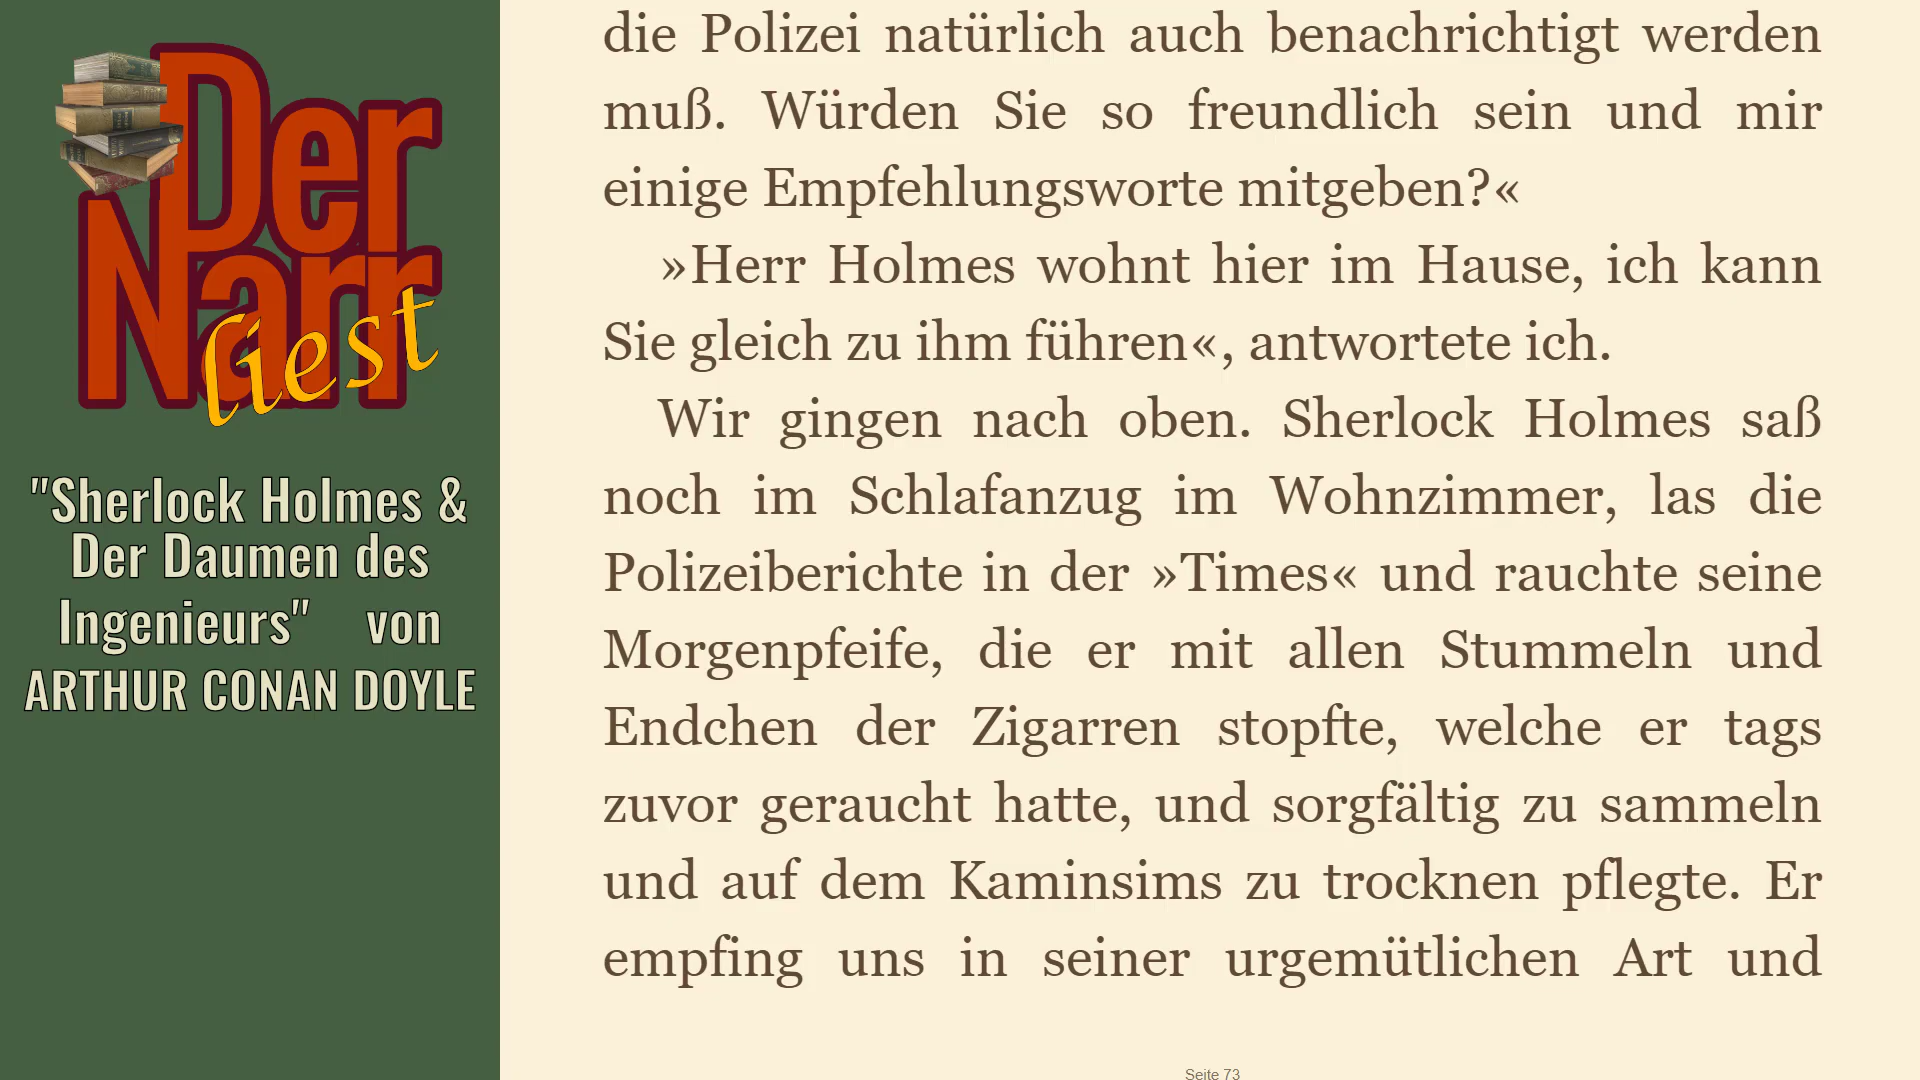 Der
Narr
liest
"Sherlock Holmes &
Der Daumen des
Ingenieurs" von
ARTHUR CONAN DOYLE
die Polizei natürlich auch benachrichtigt werden
muß. Würden Sie so freundlich sein und mir
einige Empfehlungsworte mitgeben?«
»Herr Holmes wohnt hier im Hause, ich kann
Sie gleich zu ihm führen«, antwortete ich.
Wir gingen nach oben. Sherlock Holmes saß
noch im Schlafanzug im Wohnzimmer, las die
Polizeiberichte in der »Times« und rauchte seine
Morgenpfeife, die er mit allen Stummeln und
Endchen der Zigarren stopfte, welche er tags
zuvor geraucht hatte, und sorgfältig zu sammeln
und auf dem Kaminsims zu trocknen pflegte. Er
empfing uns in seiner urgemütlichen Art und
Seite 73